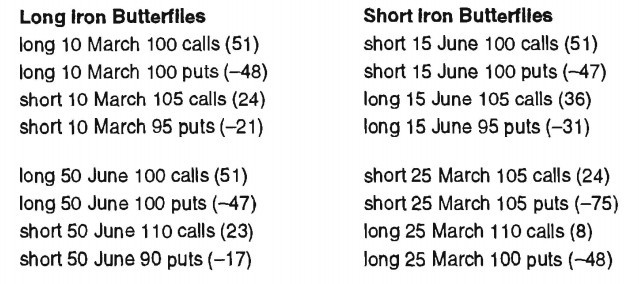 Long Iron Butterflies
long 10 March 100 calls (51)
long 10 March 100 puts (–48)
short 10 March 105 calls (24)
short 10 March 95 puts (–21)
long 50 June 100 calls (51)
long 50 June 100 puts (–47)
short 50 June 110 calls (23)
short 50 June 90 puts (–17)
Short Iron Butterflies
short 15 June 100 calls (51)
short 15 June 100 puts (–47)
long 15 June 105 calls (36)
long 15 June 95 puts (–31)
short 25 March 105 calls (24)
short 25 March 105 puts (–75)
long 25 March 110 calls (8)
long 25 March 100 puts (–48)